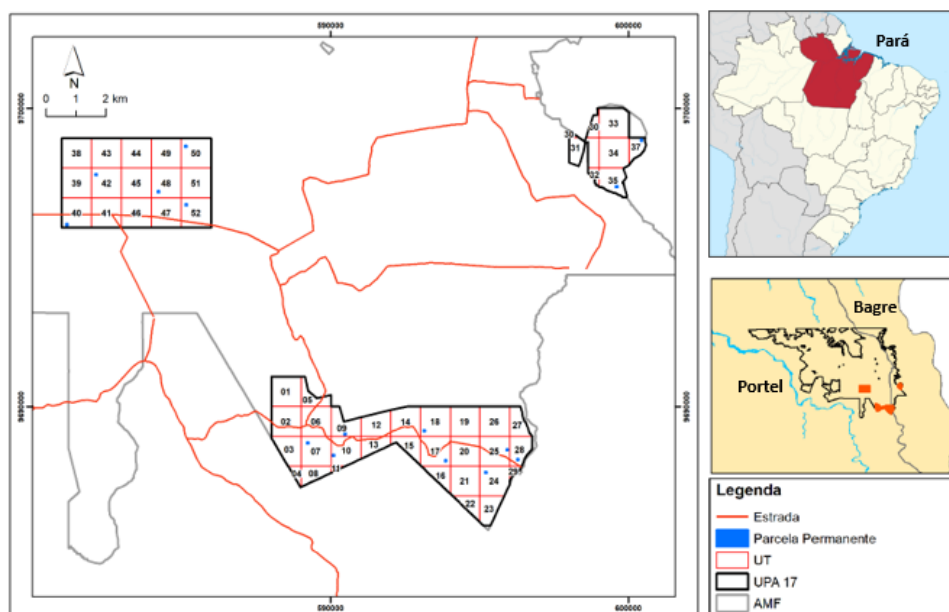 590000 600000
N
0 1 2 km
9700000
9700000
38 43 44 49 50
39 42 45 48 51
40 41 46 47 52
30 30 33
31 34 37
32 35
01 05
02 06 09 12 14 18 19 26 27
03 07 10 13 15 17 20 25 28
04 08 11 16 21 24 29
22 23
9690000
9690000
590000 600000
Pará
Bagre
Portel
Legenda
Estrada
Parcela Permanente
UT
UPA 17
AMF